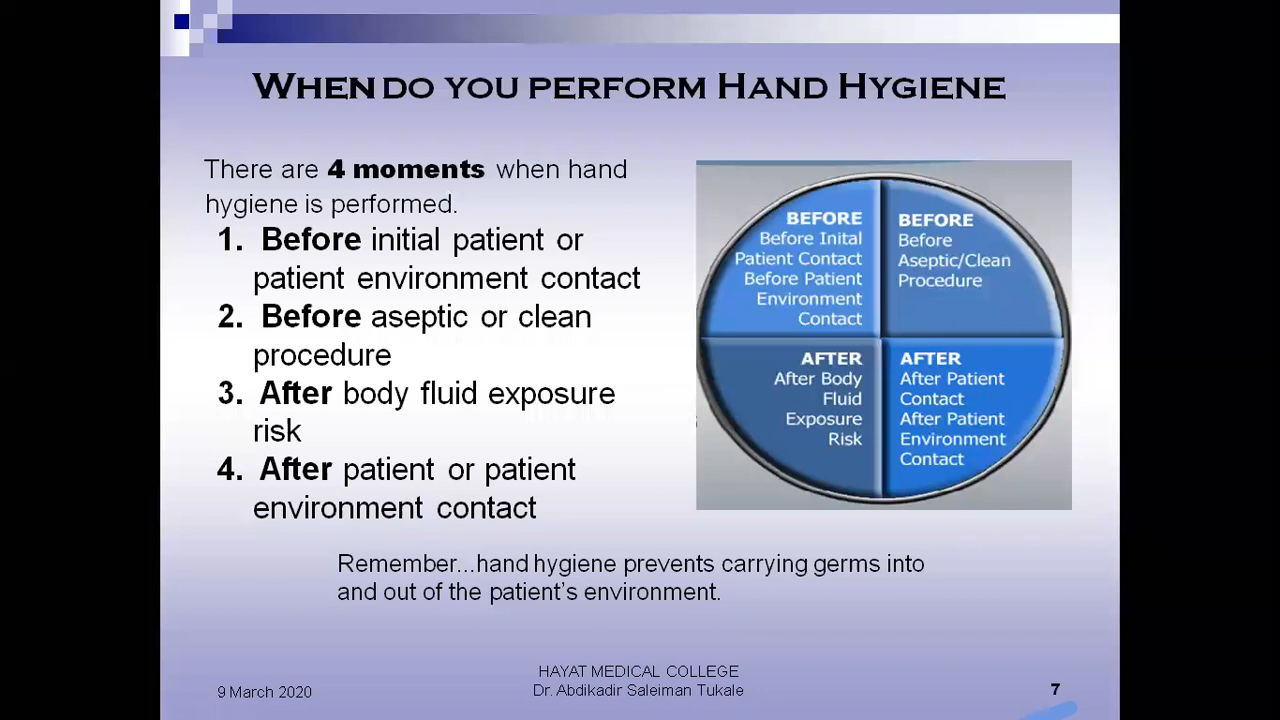 WHEN DO YOU PERFORM HAND HYGIENE
There are 4 moments when hand
hygiene is performed.
1. Before initial patient or
patient environment contact
2. Before aseptic or clean
procedure
3. After body fluid exposure
risk
4. After patient or patient
environment contact
BEFORE
Before Inital
Patient Contact
Before Patient
Environment
Contact
BEFORE
Before
Aseptic/Clean
Procedure
AFTER
After Body
Fluid
Exposure
Risk
AFTER
After Patient
Contact
After Patient
Environment
Contact
Remember...hand hygiene prevents carrying germs into
and out of the patient's environment.
9 March 2020
HAYAT MEDICAL COLLEGE
Dr. Abdikadir Saleiman Tukale
7